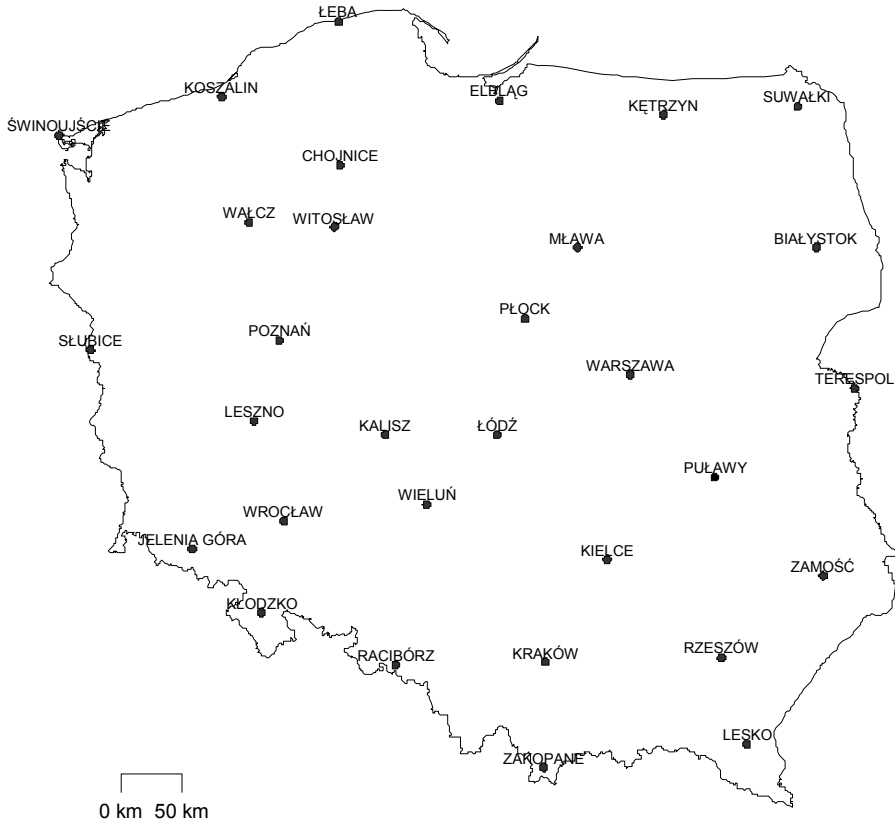 ŁEBA
KOSZALIN
ELBLĄG
KĘTRZYN
SUWAŁKI
ŚWINOUJŚCIE
CHOJNICE
WAŁCZ
WITOSŁAW
MŁAWA
BIAŁYSTOK
PŁOCK
POZNAŃ
SŁUBICE
WARSZAWA
TERESPOL
LESZNO
KALISZ
ŁÓDŹ
PUŁAWY
WIELUŃ
WROCŁAW
JELENIA GÓRA
KIELCE
ZAMOŚĆ
KŁODZKO
RACIBÓRZ
KRAKÓW
RZESZÓW
LESKO
ZAKOPANE
0 km 50 km